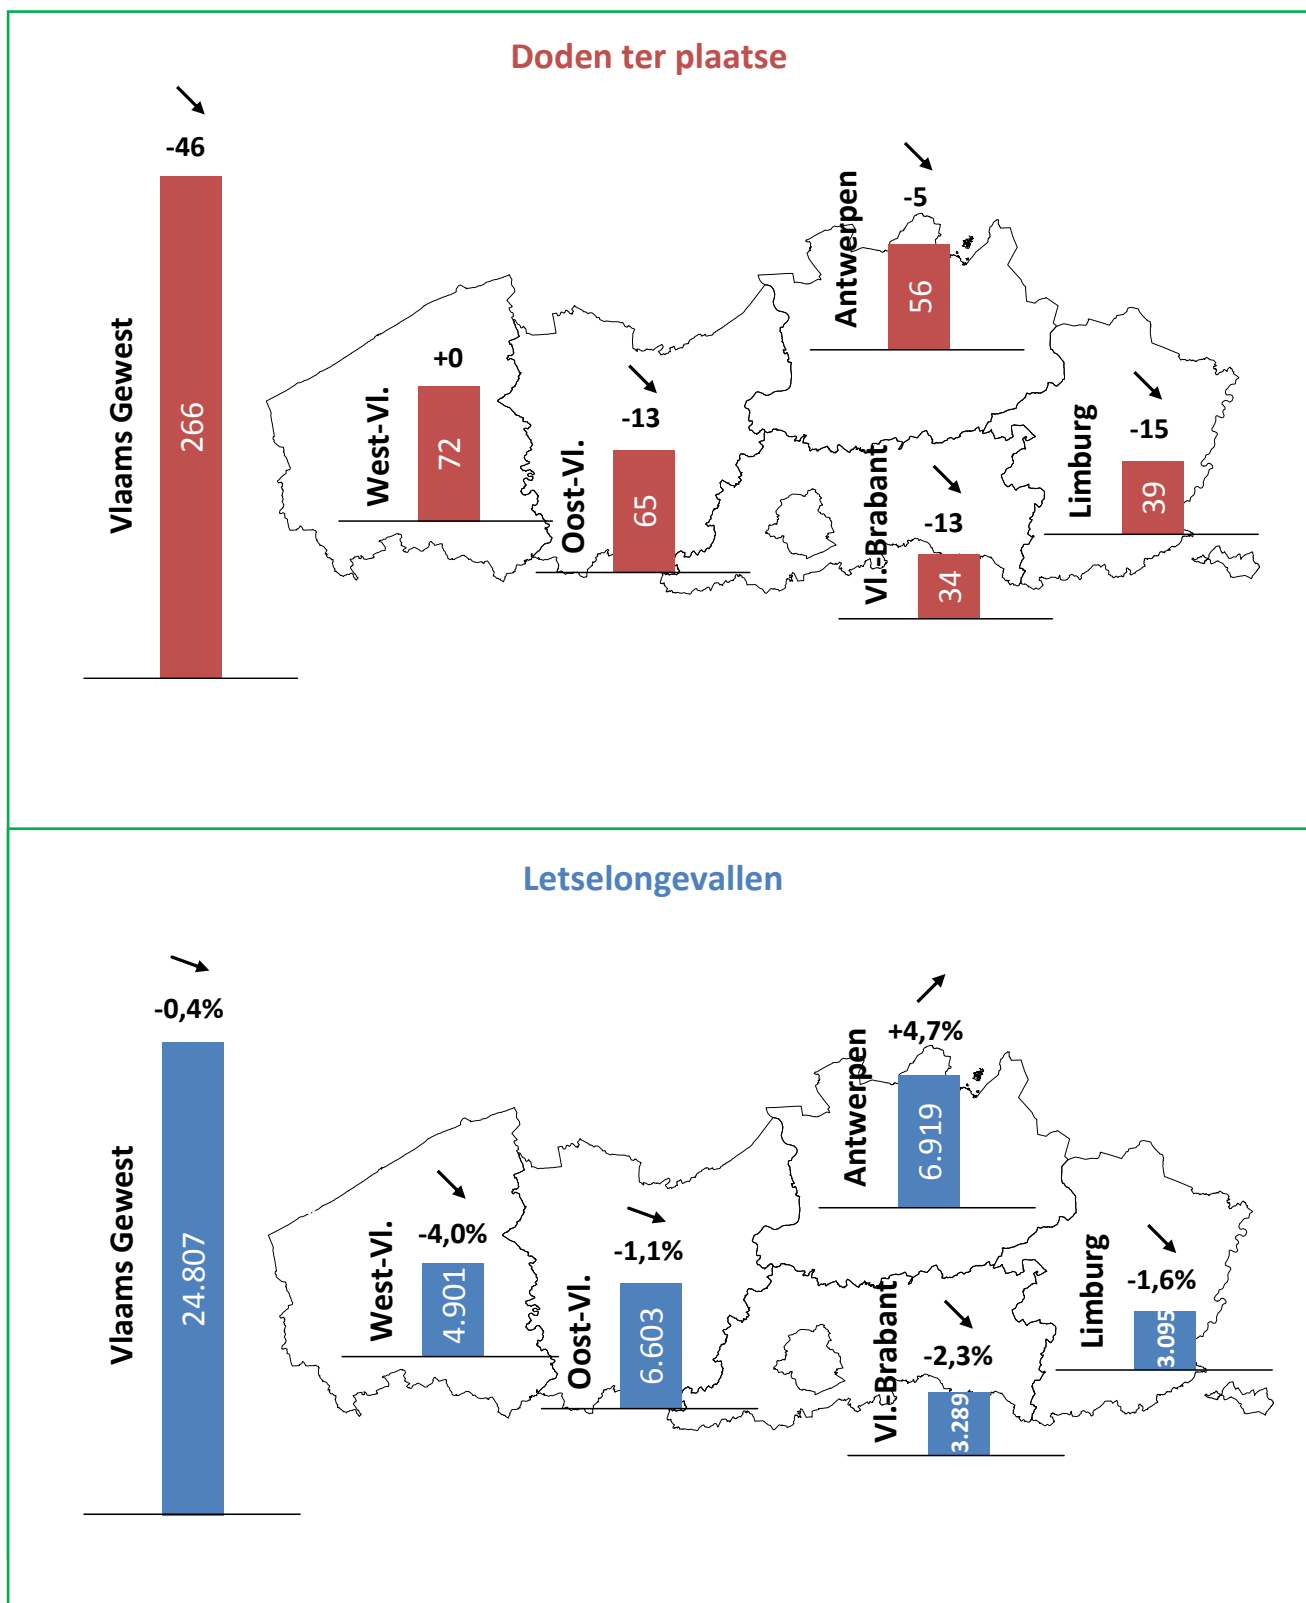 Doden ter plaatse
-46
Vlaams Gewest
266
+0
West-Vl.
72
-13
Oost-Vl.
65
-5
Antwerpen
56
-13
Vl.-Brabant
34
-15
Limburg
39
Letselongevallen
-0,4%
Vlaams Gewest
24.807
-4,0%
West-Vl.
4.901
-1,1%
Oost-Vl.
6.603
+4,7%
Antwerpen
6.919
-2,3%
Vl.-Brabant
3.289
-1,6%
Limburg
3.095